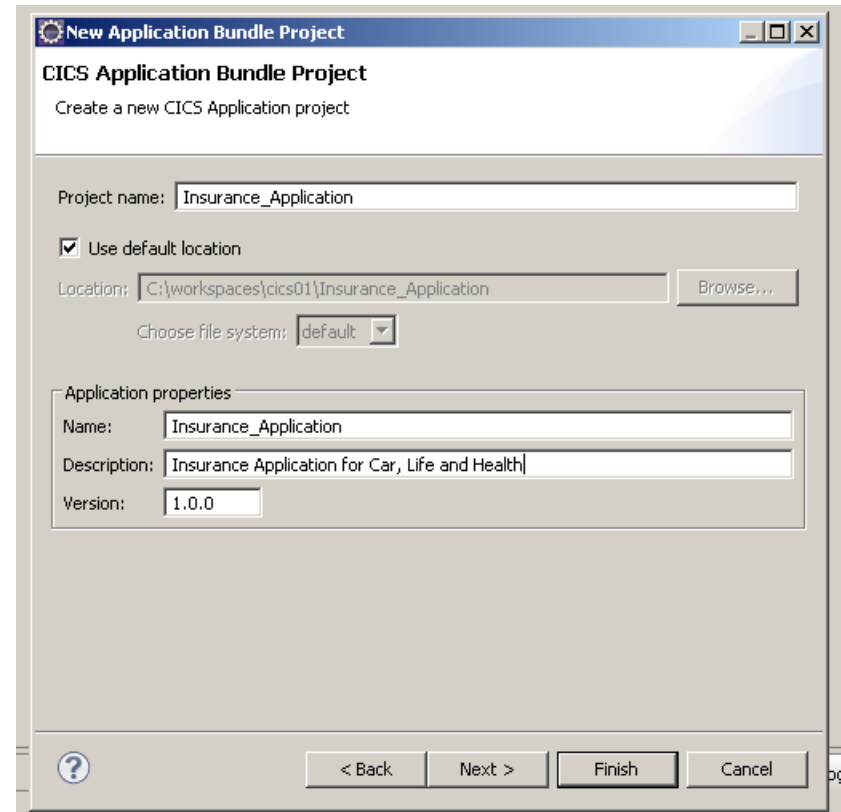 New Application Bundle Project
CICS Application Bundle Project
Create a new CICS Application project
Project name: Insurance_Application
Use default location
Location: C:\workspaces\cics01\Insurance_Application Browse...
Choose file system: default
Application properties
Name: Insurance_Application
Description: Insurance Application for Car, Life and Health
Version: 1.0.0
? < Back Next > Finish Cancel